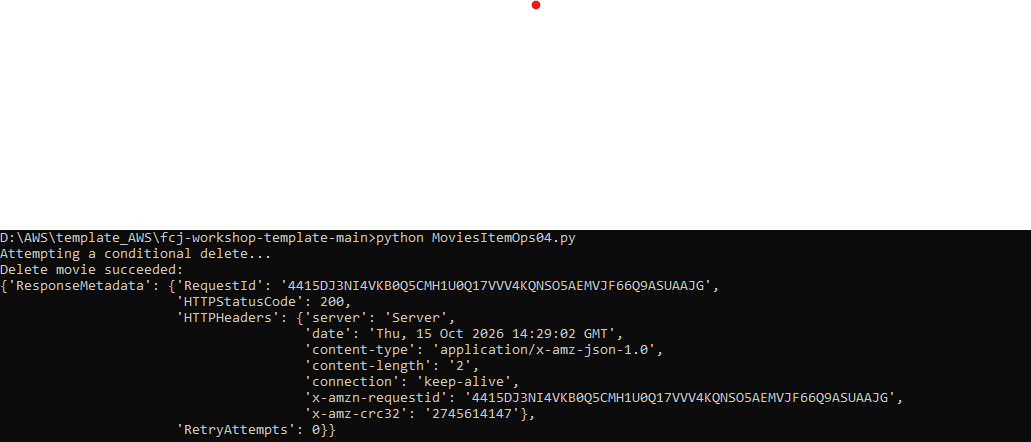 D:\AWS\template_AWS\fcj-workshop-template-main>python MoviesItemOps04.py
Attempting a conditional delete...
Delete movie succeeded:
{'ResponseMetadata': {'RequestId': '4415DJ3NI4VKB0Q5CMH1U0Q17VVV4KQNSO5AEMVJF66Q9ASUAAJG',
'HTTPStatusCode': 200,
'HTTPHeaders': {'server': 'Server',
'date': 'Thu, 15 Oct 2026 14:29:02 GMT',
'content-type': 'application/x-amz-json-1.0',
'content-length': '2',
'connection': 'keep-alive',
'x-amzn-requestid': '4415DJ3NI4VKB0Q5CMH1U0Q17VVV4KQNSO5AEMVJF66Q9ASUAAJG',
'x-amz-crc32': '2745614147'},
'RetryAttempts': 0}}